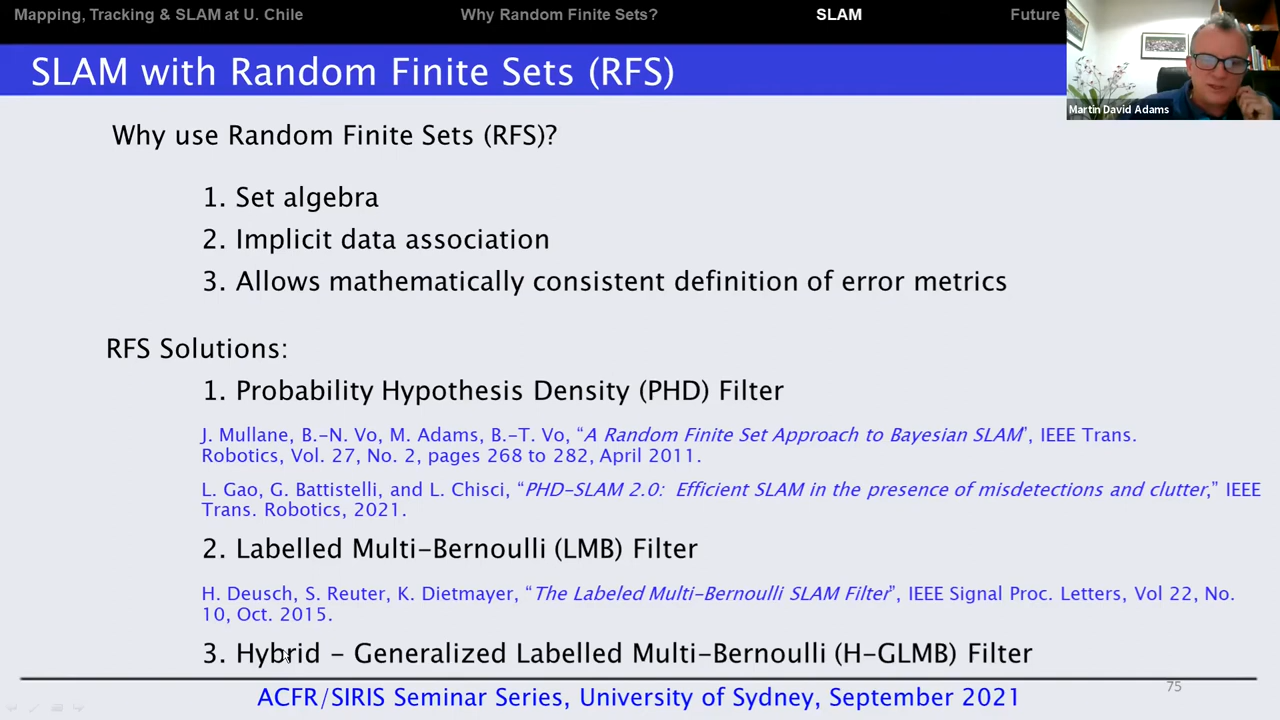 Mapping, Tracking & SLAM at U. Chile
Why Random Finite Sets?
SLAM
Future
SLAM with Random Finite Sets (RFS)
Martin David Adams
Why use Random Finite Sets (RFS)?
1. Set algebra
2. Implicit data association
3. Allows mathematically consistent definition of error metrics
RFS Solutions:
1. Probability Hypothesis Density (PHD) Filter
J. Mullane, B.-N. Vo, M. Adams, B.-T. Vo, “A Random Finite Set Approach to Bayesian SLAM”, IEEE Trans.
Robotics, Vol. 27, No. 2, pages 268 to 282, April 2011.
L. Gao, G. Battistelli, and L. Chisci, “PHD-SLAM 2.0: Efficient SLAM in the presence of misdetections and clutter,” IEEE
Trans. Robotics, 2021.
2. Labelled Multi-Bernoulli (LMB) Filter
H. Deusch, S. Reuter, K. Dietmayer, “The Labeled Multi-Bernoulli SLAM Filter”, IEEE Signal Proc. Letters, Vol 22, No.
10, Oct. 2015.
3. Hybrid - Generalized Labelled Multi-Bernoulli (H-GLMB) Filter
75
ACFR/SIRIS Seminar Series, University of Sydney, September 2021